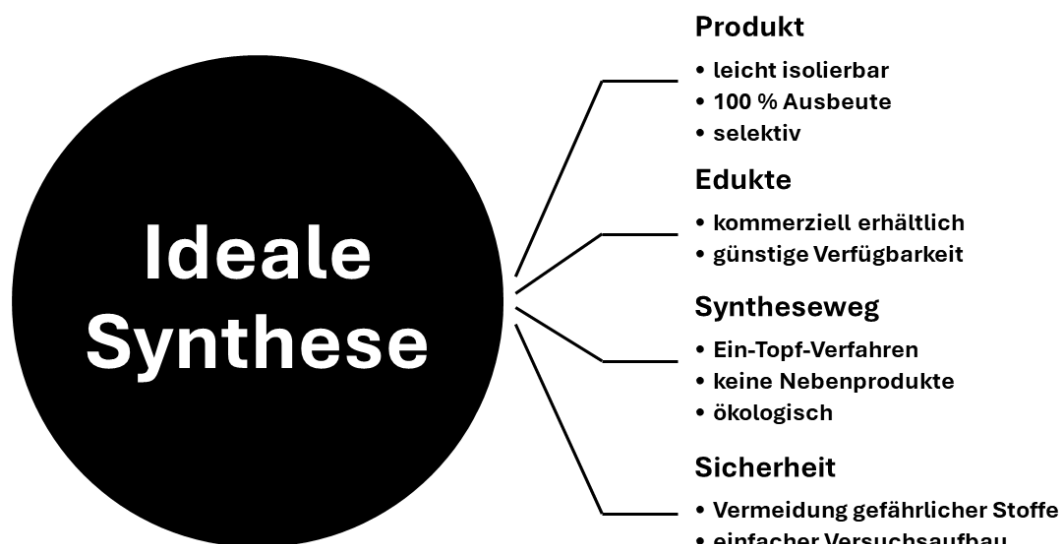 Ideale
Synthese
Produkt
• leicht isolierbar
• 100 % Ausbeute
• selektiv
Edukte
• kommerziell erhältlich
• günstige Verfügbarkeit
Syntheseweg
• Ein-Topf-Verfahren
• keine Nebenprodukte
• ökologisch
Sicherheit
• Vermeidung gefährlicher Stoffe
• einfacher Versuchsaufbau